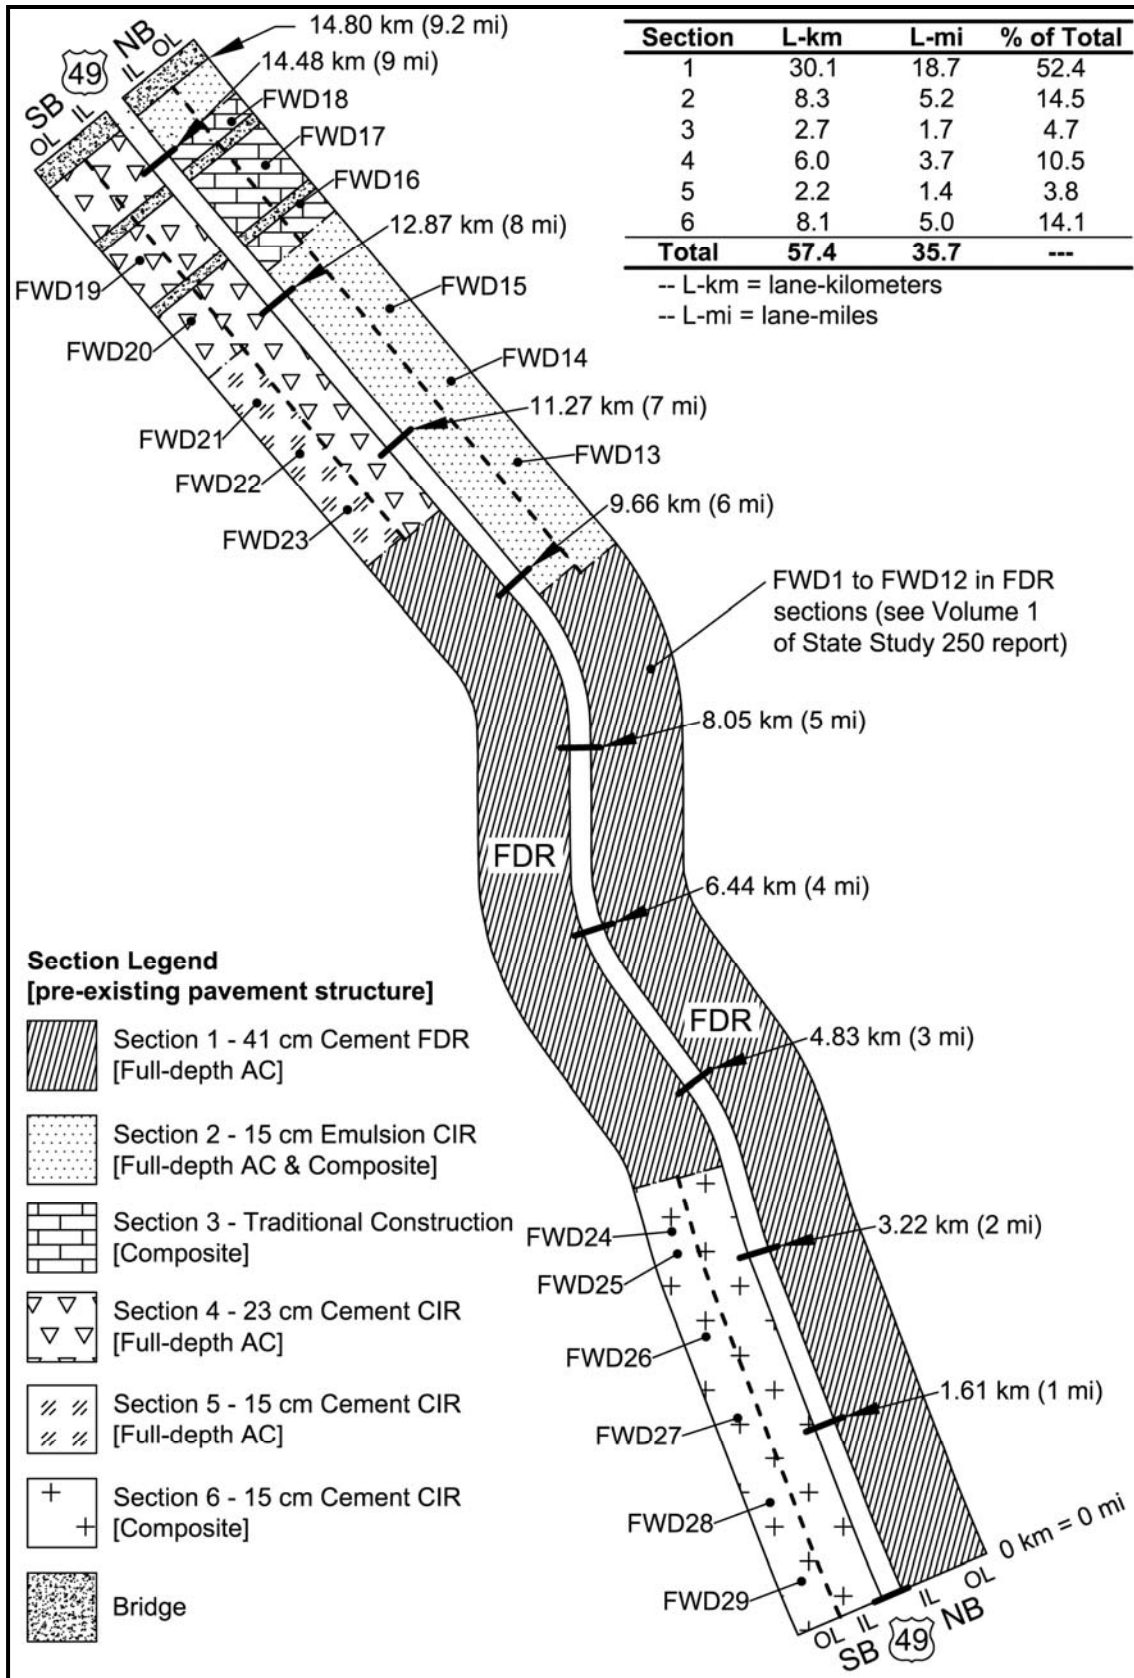 14.80 km (9.2 mi)
14.48 km (9 mi)
49
NB
IL OL
SB
OL IL
FWD18
FWD17
FWD16
12.87 km (8 mi)
FWD15
FWD14
11.27 km (7 mi)
FWD13
9.66 km (6 mi)
FWD19
FWD20
FWD21
FWD22
FWD23
Section L-km L-mi % of Total
1 30.1 18.7 52.4
2 8.3 5.2 14.5
3 2.7 1.7 4.7
4 6.0 3.7 10.5
5 2.2 1.4 3.8
6 8.1 5.0 14.1
Total 57.4 35.7 ---
-- L-km = lane-kilometers
-- L-mi = lane-miles
FWD1 to FWD12 in FDR
sections (see Volume 1
of State Study 250 report)
8.05 km (5 mi)
FDR
6.44 km (4 mi)
FDR
4.83 km (3 mi)
3.22 km (2 mi)
1.61 km (1 mi)
0 km = 0 mi
FWD24
FWD25
FWD26
FWD27
FWD28
FWD29
OL IL
SB
49
IL OL
NB
Section Legend
[pre-existing pavement structure]
Section 1 - 41 cm Cement FDR
[Full-depth AC]
Section 2 - 15 cm Emulsion CIR
[Full-depth AC & Composite]
Section 3 - Traditional Construction
[Composite]
Section 4 - 23 cm Cement CIR
[Full-depth AC]
Section 5 - 15 cm Cement CIR
[Full-depth AC]
Section 6 - 15 cm Cement CIR
[Composite]
Bridge